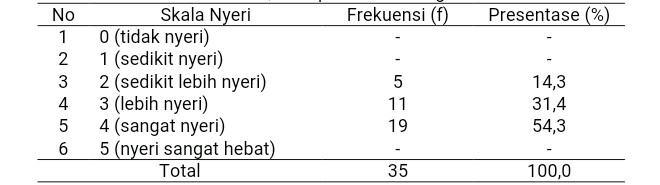 No Skala Nyeri Frekuensi (f) Presentase (%)
1 0 (tidak nyeri) - -
2 1 (sedikit nyeri) - -
3 2 (sedikit lebih nyeri) 5 14,3
4 3 (lebih nyeri) 11 31,4
5 4 (sangat nyeri) 19 54,3
6 5 (nyeri sangat hebat) - -
Total 35 100,0